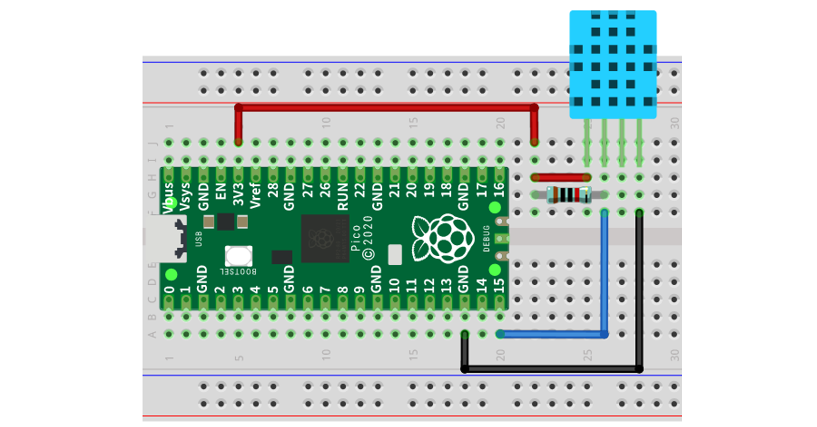 1 10 15 20 25 30
J
I
H
G
F
Vbus Vsys GND EN 3V3 Vref 28 GND 27 26 RUN 22 GND 21 20 19 18 GND 17 16
USB
BOOTSEL
Pico
©2020
DEBUG
0 1 GND 2 3 4 5 GND 6 7 8 9 GND 10 11 12 13 GND 14 15
E
D
C
B
A
1 5 10 15 20 25 30